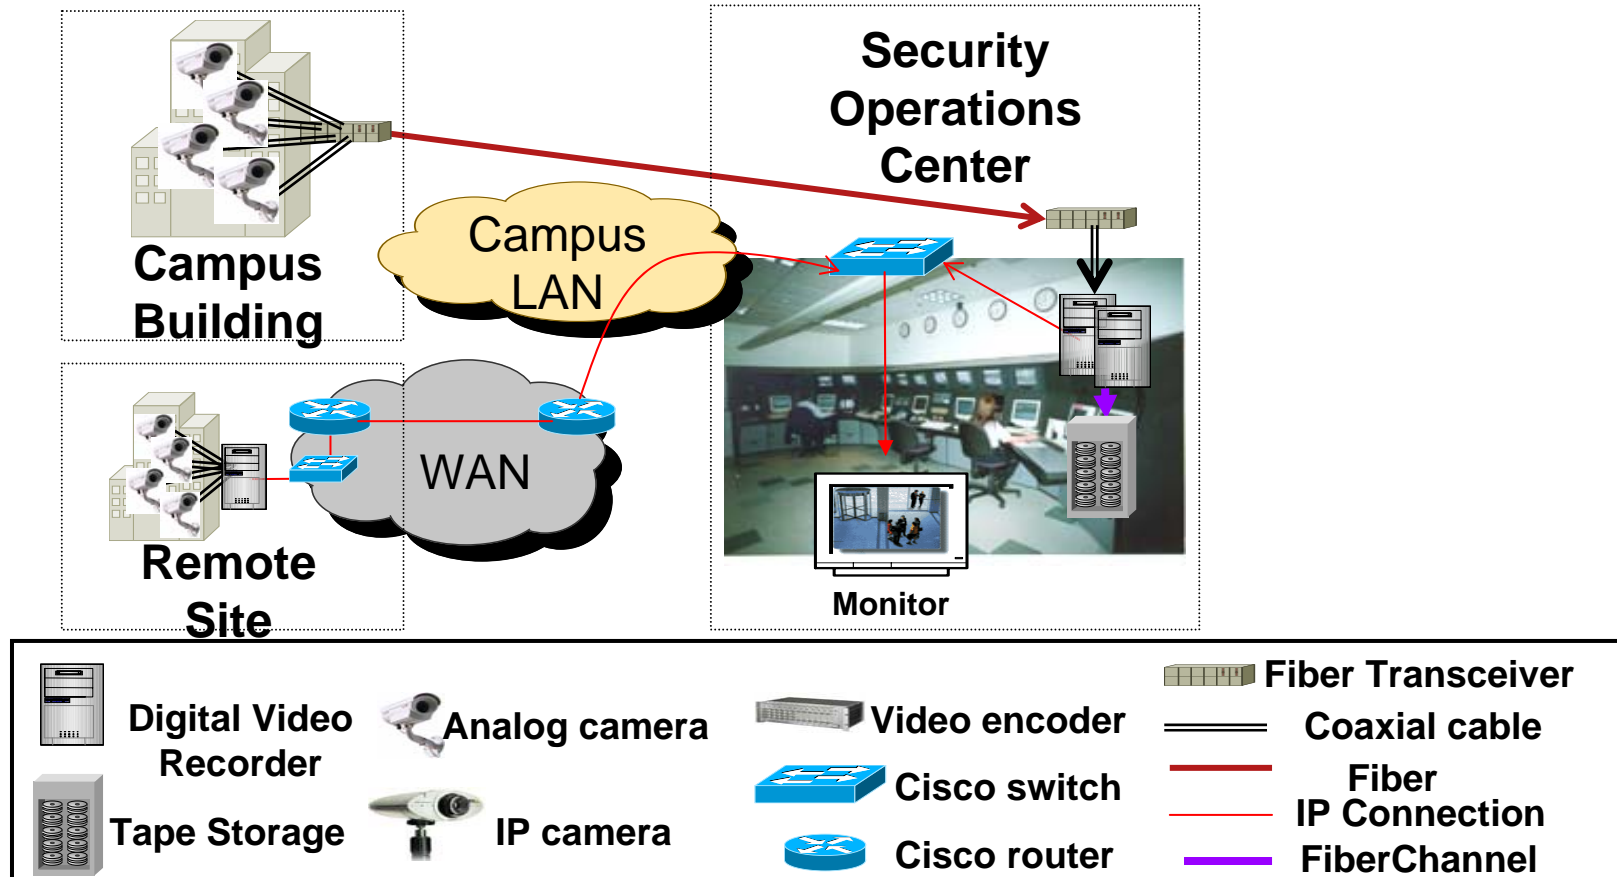 Security
Operations
Center
Campus
LAN
Campus
Building
WAN
Remote
Site
Monitor
Digital Video
Recorder
Analog camera
Video encoder
Fiber Transceiver
Coaxial cable
Fiber
Tape Storage
IP camera
Cisco switch
IP Connection
Cisco router
FiberChannel